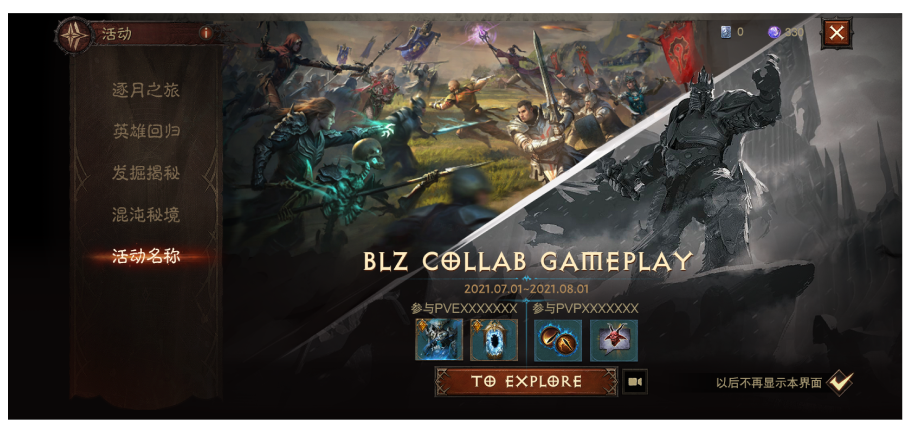 活动
0
330
逐月之旅
英雄回归
发掘揭秘
混沌秘境
活动名称
BLZ COLLAB GAMEPLAY
2021.07.01~2021.08.01
参与PVEXXXXXXX
参与PVPXXXXXXX
TO EXPLORE
以后不再显示本界面